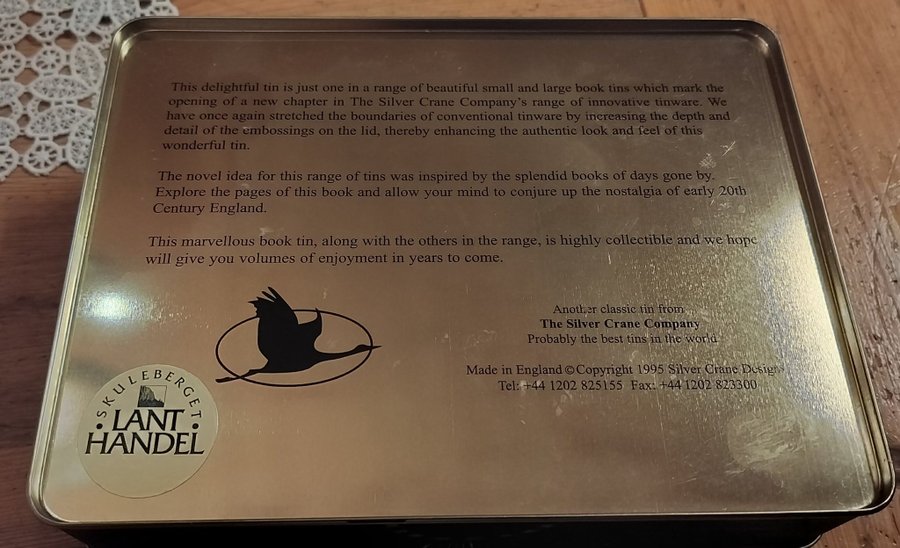 This delightful tin is just one in a range of beautiful small and large book tins which mark the
opening of a new chapter in The Silver Crane Company's range of innovative tinware. We
have once again stretched the boundaries of conventional tinware by increasing the depth and
detail of the embossings on the lid, thereby enhancing the authentic look and feel of this
wonderful tin.
The novel idea for this range of tins was inspired by the splendid books of days gone by.
Explore the pages of this book and allow your mind to conjure up the nostalgia of early 20th
Century England.
This marvellous book tin, along with the others in the range, is highly collectible and we hope
will give you volumes of enjoyment in years to come.
Another classic tin from
The Silver Crane Company
Probably the best tins in the world
Made in England © Copyright 1995 Silver Crane Designs
Tel: +44 1202 825155 Fax: +44 1202 823300
SKULEBERGET
LANT
HANDEL